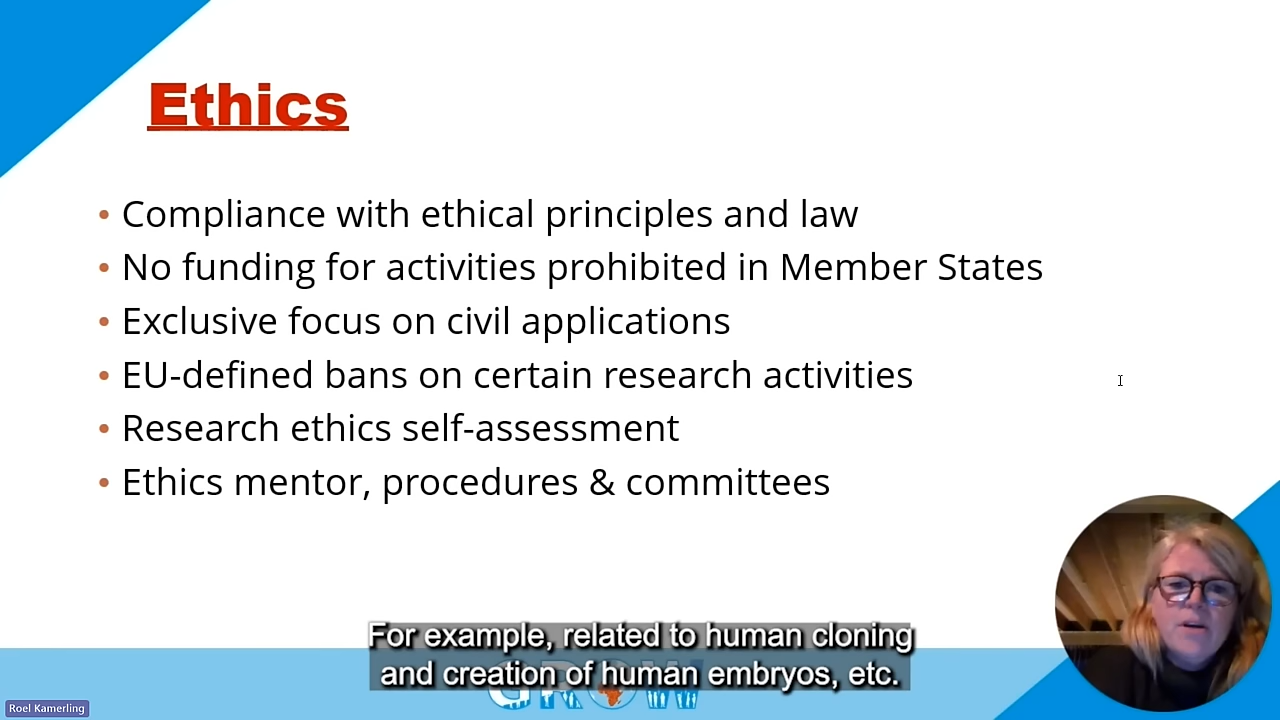 Ethics
• Compliance with ethical principles and law
• No funding for activities prohibited in Member States
• Exclusive focus on civil applications
• EU-defined bans on certain research activities
• Research ethics self-assessment
• Ethics mentor, procedures & committees
For example, related to human cloning
and creation of human embryos, etc.
GROW
Roel Kamerling